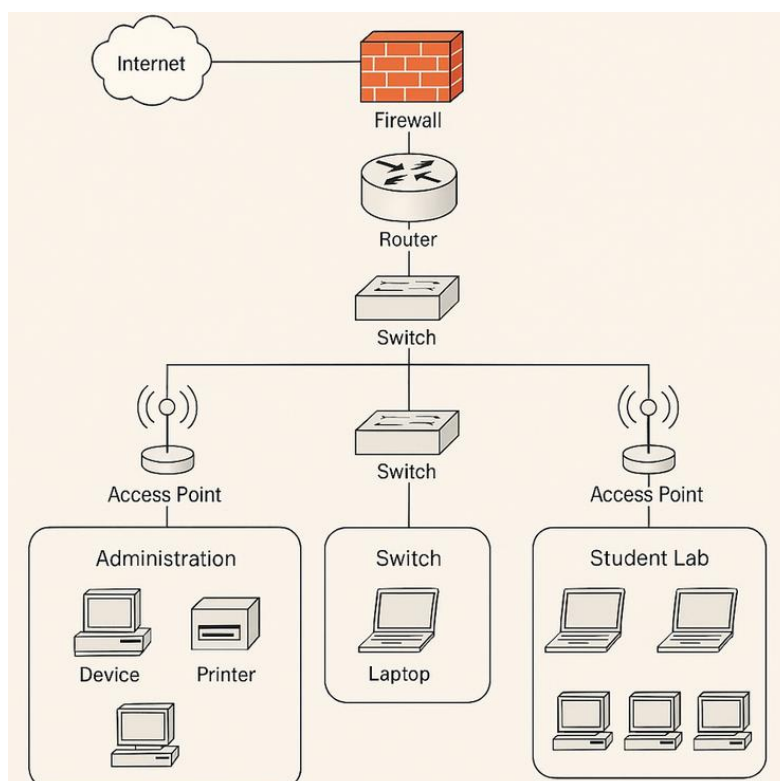 Internet
Firewall
Router
Switch
Switch
Access Point
Access Point
Administration
Switch
Student Lab
Device
Printer
Laptop